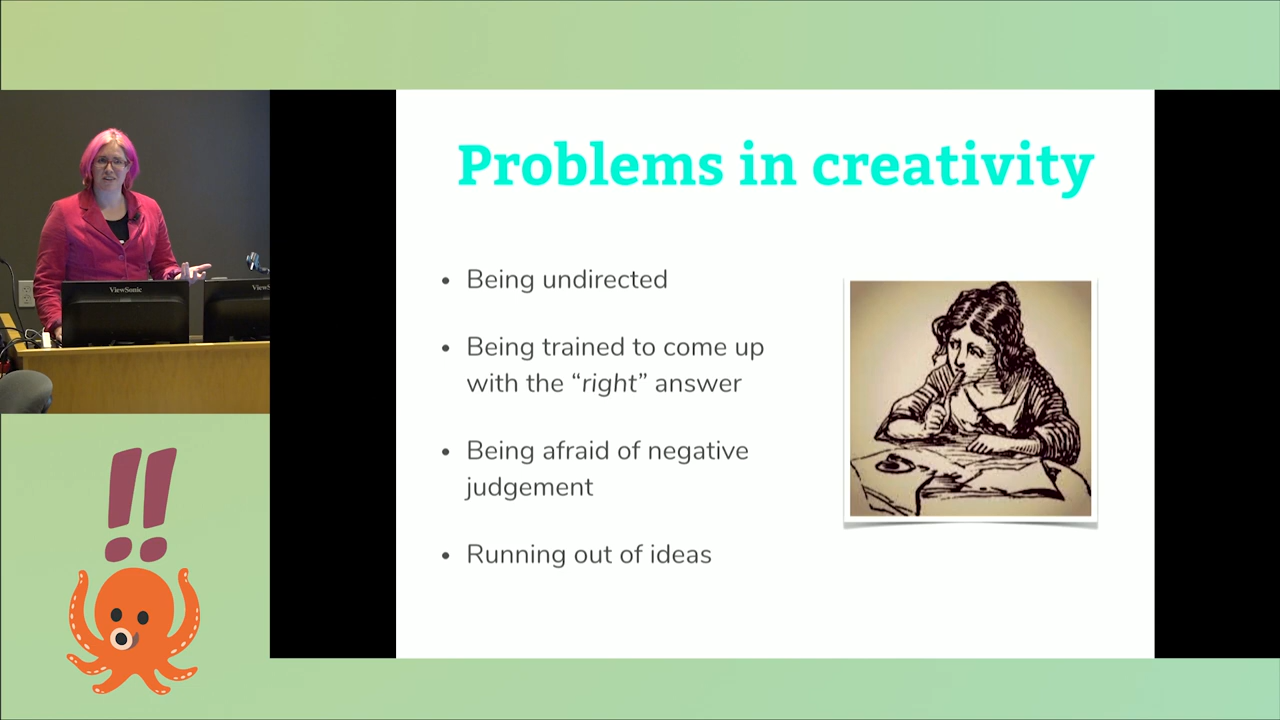 Problems in creativity
• Being undirected
• Being trained to come up
with the “right” answer
• Being afraid of negative
judgement
• Running out of ideas
ViewSonic
ViewS
!!